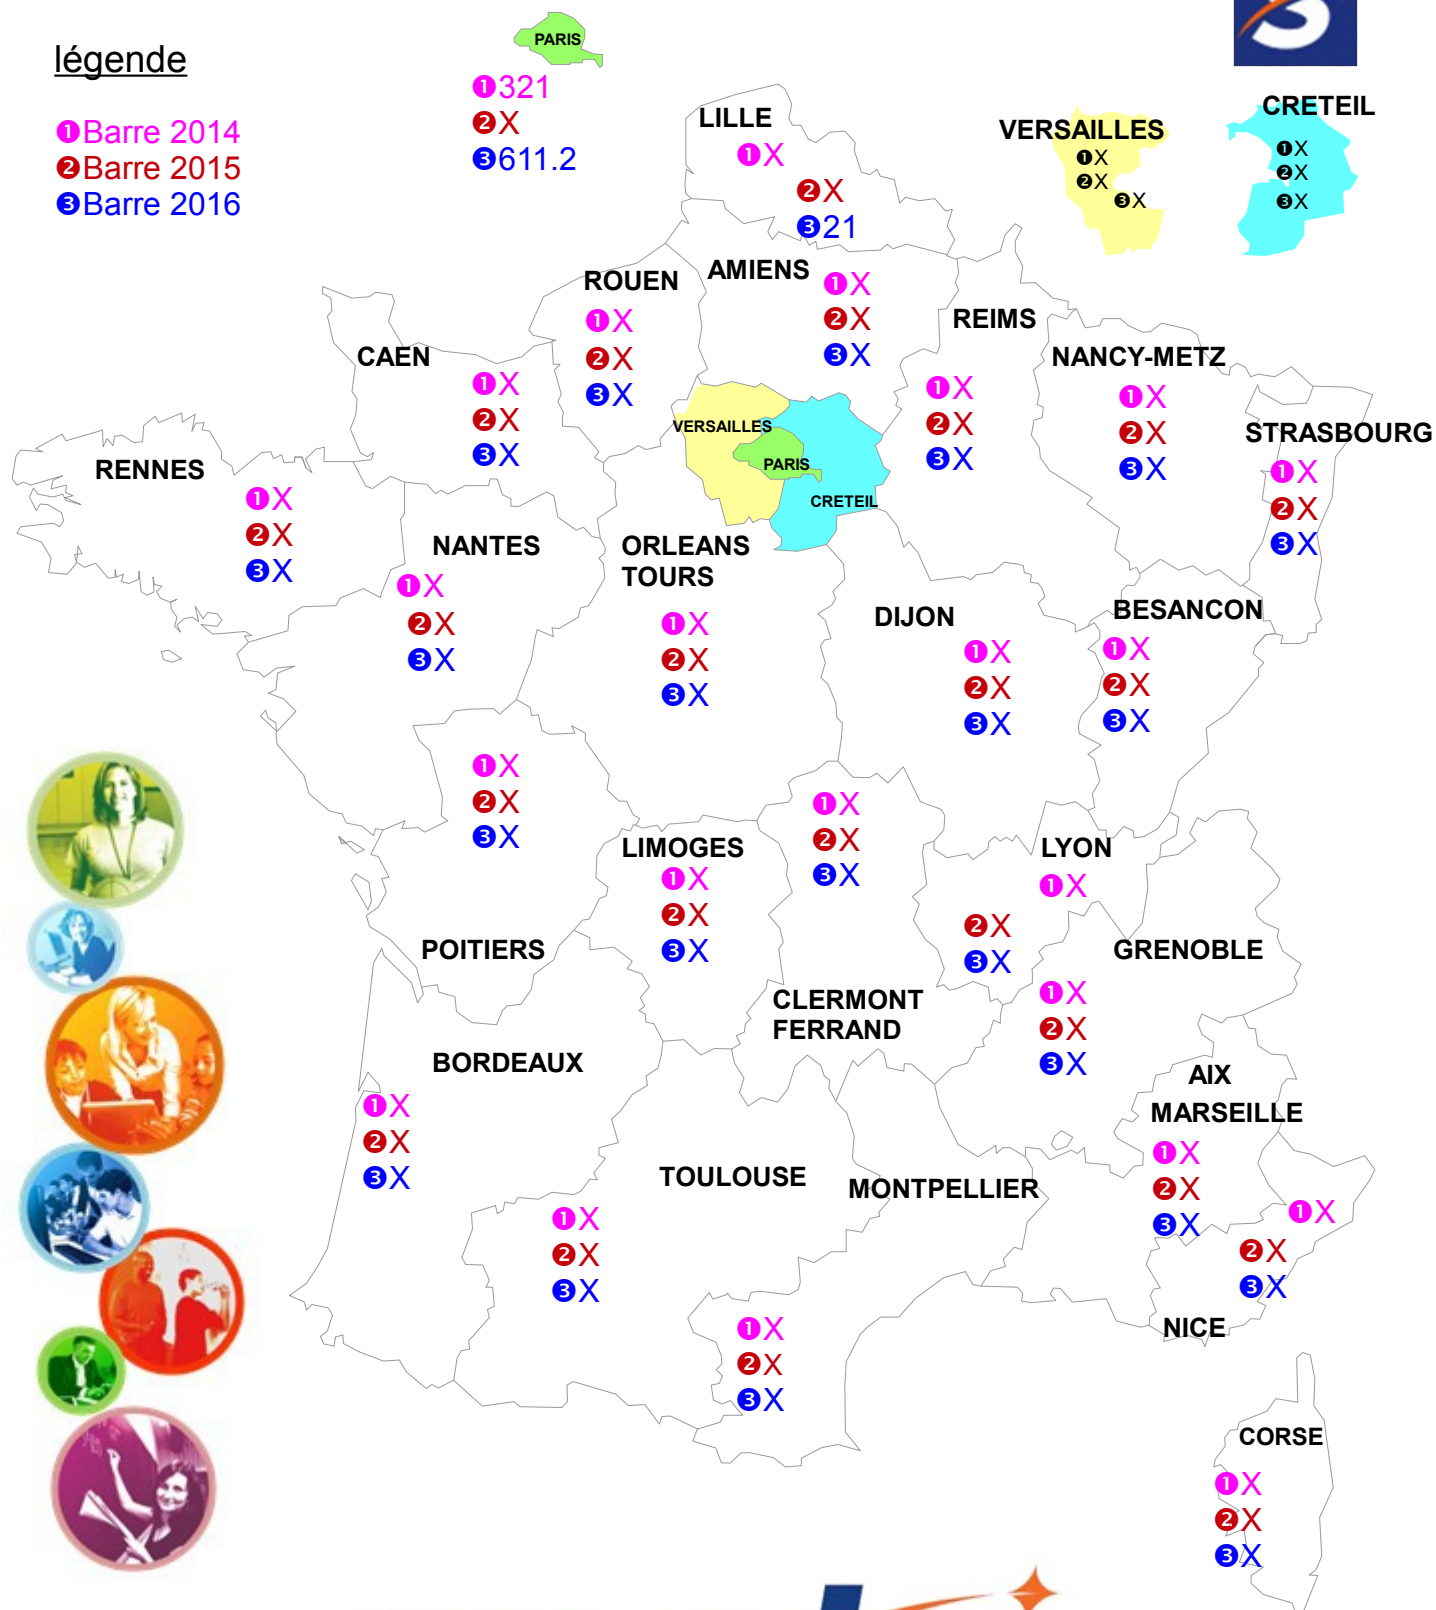 légende
❶Barre 2014
❷Barre 2015
❸Barre 2016
PARIS
❶321
❷X
❸611.2
LILLE
❶X
❷X
❸21
VERSAILLES
❶X
❷X
❸X
CRETEIL
❶X
❷X
❸X
ROUEN
❶X
❷X
❸X
AMIENS
❶X
❷X
❸X
REIMS
❶X
❷X
❸X
CAEN
❶X
❷X
❸X
NANCY-METZ
❶X
❷X
❸X
STRASBOURG
❶X
❷X
❸X
VERSAILLES
PARIS
CRETEIL
RENNES
❶X
❷X
❸X
NANTES
❶X
❷X
❸X
ORLEANS
TOURS
❶X
❷X
❸X
DIJON
❶X
❷X
❸X
BESANCON
❶X
❷X
❸X
❶X
❷X
❸X
POITIERS
LIMOGES
❶X
❷X
❸X
❶X
❷X
❸X
CLERMONT
FERRAND
LYON
❶X
❷X
❸X
GRENOBLE
❶X
❷X
❸X
BORDEAUX
❶X
❷X
❸X
TOULOUSE
❶X
❷X
❸X
MONTPELLIER
❶X
❷X
❸X
AIX
MARSEILLE
❶X
❷X
❸X
❶X
❷X
❸X
NICE
CORSE
❶X
❷X
❸X